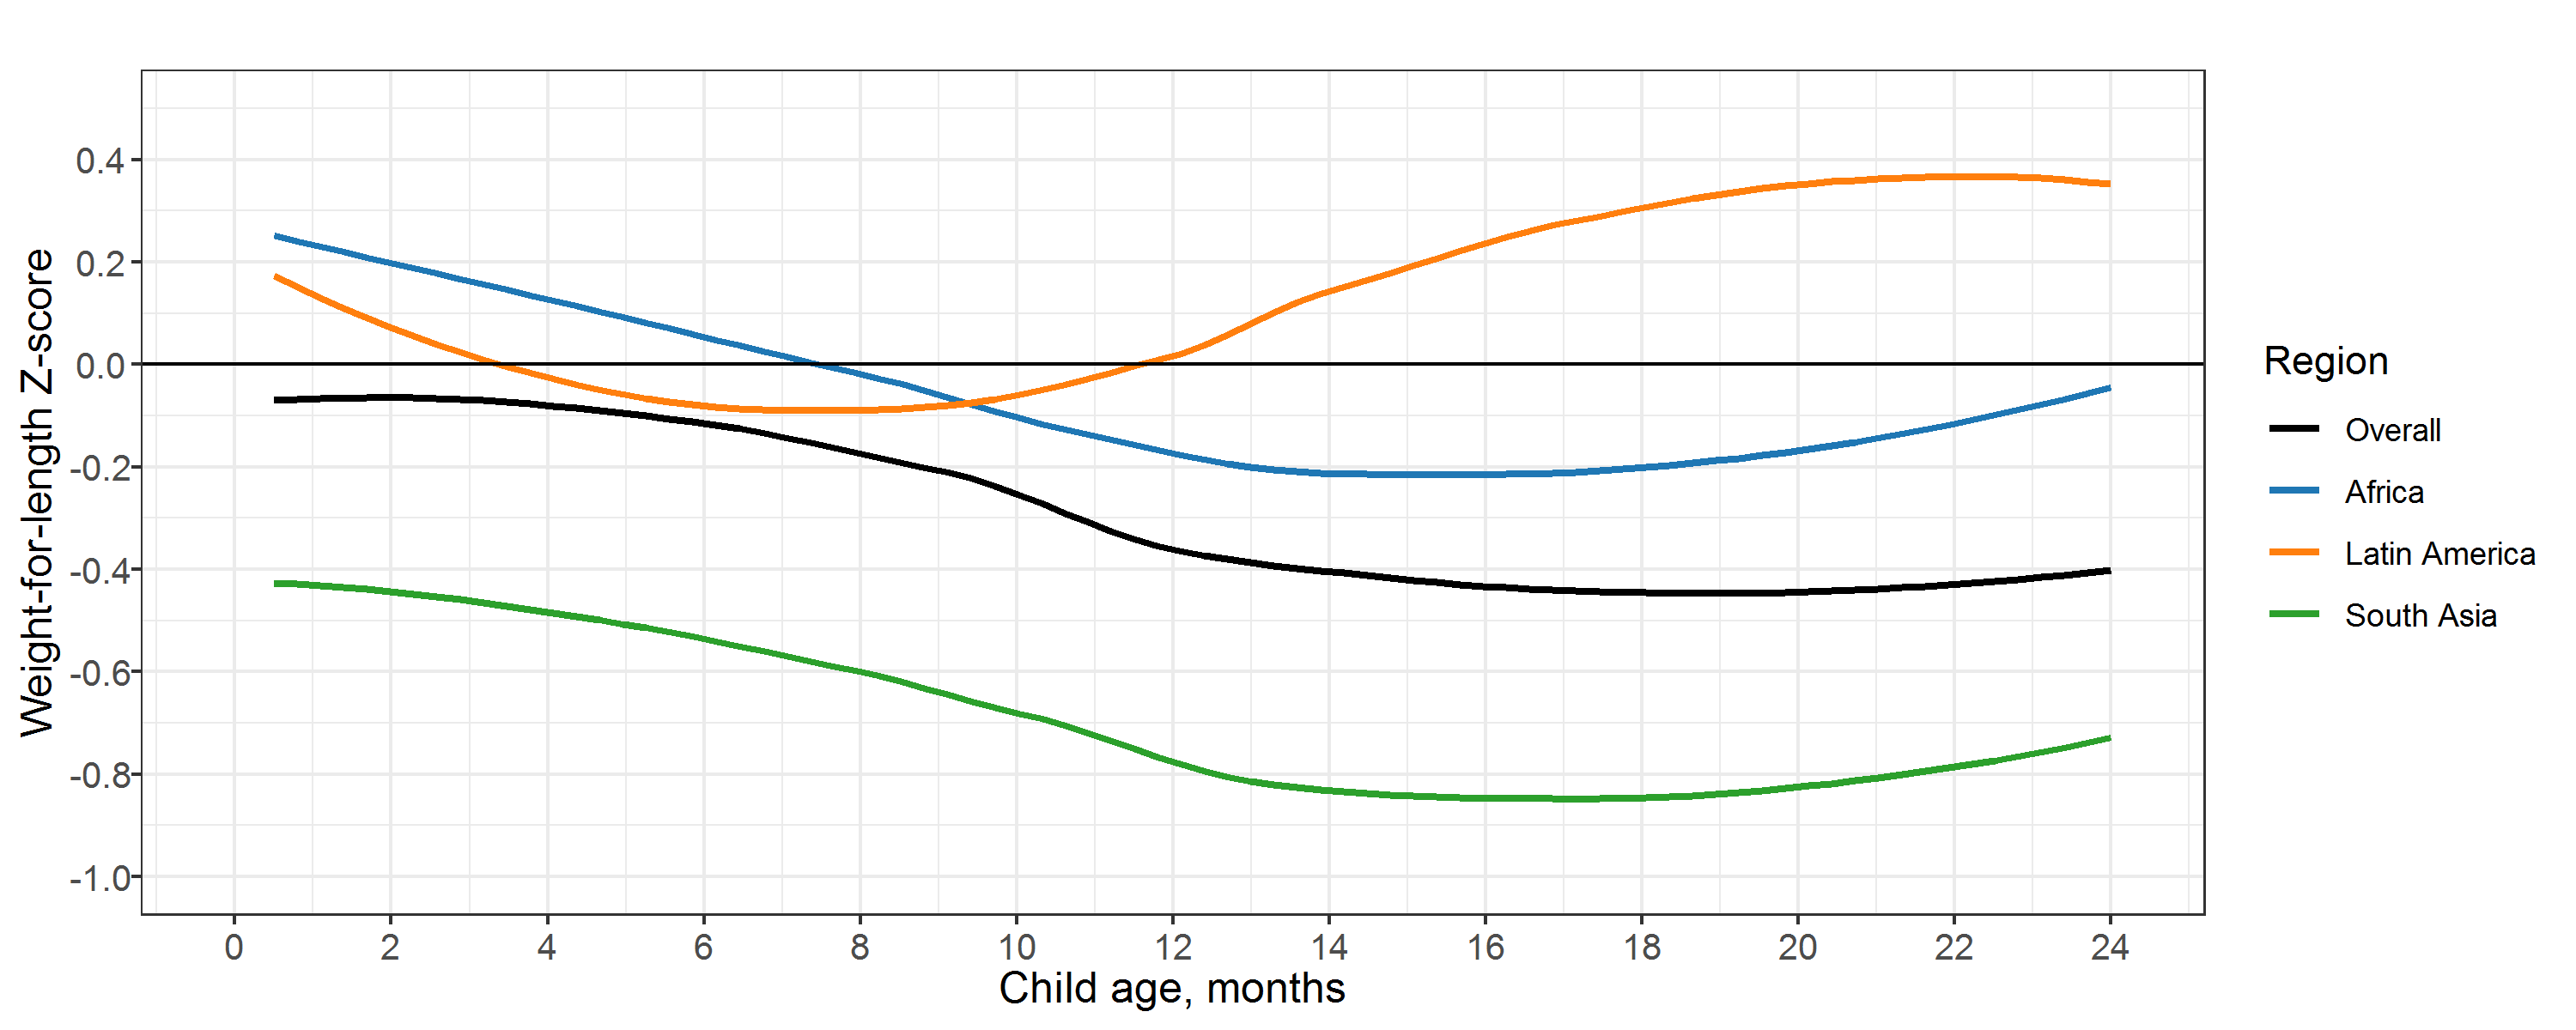 Weight-for-length Z-score
0.4
0.2
0.0
-0.2
-0.4
-0.6
-0.8
-1.0
0 2 4 6 8 10 12 14 16 18 20 22 24
Child age, months
Region
Overall
Africa
Latin America
South Asia